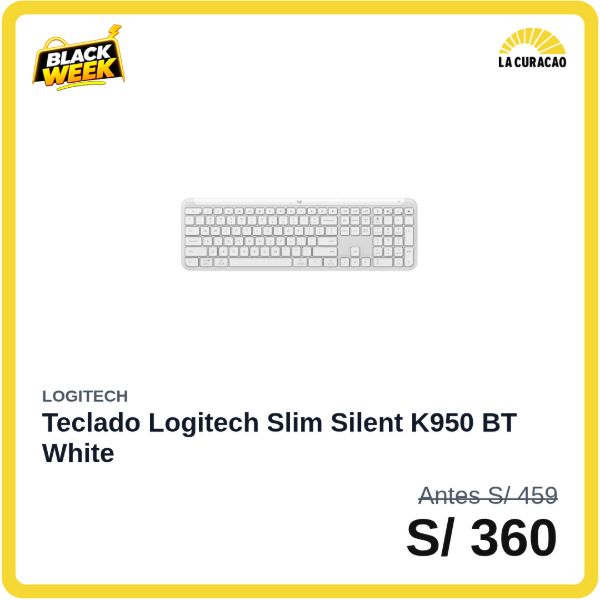 BLACK
WEEK
LA CURACAO
LOGITECH
Teclado Logitech Slim Silent K950 BT
White
Antes S/ 459
S/ 360